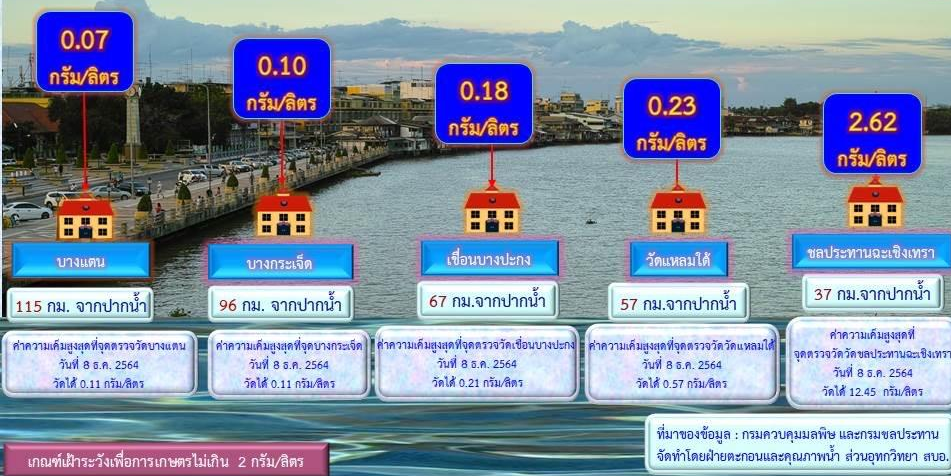 0.07
กรัม/ลิตร
0.10
กรัม/ลิตร
0.18
กรัม/ลิตร
0.23
กรัม/ลิตร
2.62
กรัม/ลิตร
บางแตน
บางกระเจ็ด
เขื่อนบางปะกง
วัดแหลมใต้
ชลประทานฉะเชิงเทรา
115 กม. จากปากน้ำ
96 กม. จากปากน้ำ
67 กม.จากปากน้ำ
57 กม.จากปากน้ำ
37 กม.จากปากน้ำ
ค่าความเค็มสูงสุดที่จุดตรวจวัดบางแตน
วันที่ 8 ธ.ค. 2564
วัดได้ 0.11 กรัม/ลิตร
ค่าความเค็มสูงสุดที่จุดบางกระเจ็ด
วันที่ 8 ธ.ค. 2564
วัดได้ 0.11 กรัม/ลิตร
ค่าความเค็มสูงสุดที่จุดตรวจวัดเขื่อนบางปะกง
วันที่ 8 ธ.ค. 2564
วัดได้ 0.21 กรัม/ลิตร
ค่าความเค็มสูงสุดที่จุดตรวจวัดวัดแหลมใต้
วันที่ 8 ธ.ค. 2564
วัดได้ 0.57 กรัม/ลิตร
ค่าความเค็มสูงสุดที่
จุดตรวจวัดวัดชลประทานฉะเชิงเทรา
วันที่ 8 ธ.ค. 2564
วัดได้ 12.45 กรัม/ลิตร
เกณฑ์เฝ้าระวังเพื่อการเกษตรไม่เกิน 2 กรัม/ลิตร
ที่มาของข้อมูล : กรมควบคุมมลพิษ และกรมชลประทาน
จัดทำโดยฝ่ายตะกอนและคุณภาพน้ำ ส่วนอุทกวิทยา สบอ.